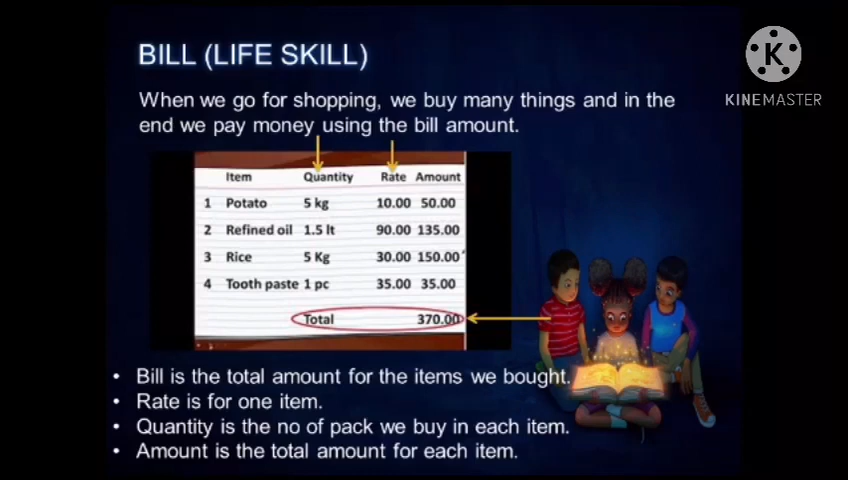 BILL (LIFE SKILL)
K
KINEMASTER
When we go for shopping, we buy many things and in the
end we pay money using the bill amount.
Item Quantity Rate Amount
1 Potato 5 kg 10.00 50.00
2 Refined oil 1.5 lt 90.00 135.00
3 Rice 5 Kg 30.00 150.00
4 Tooth paste 1 pc 35.00 35.00
Total 370.00
• Bill is the total amount for the items we bought.
• Rate is for one item.
• Quantity is the no of pack we buy in each item.
• Amount is the total amount for each item.